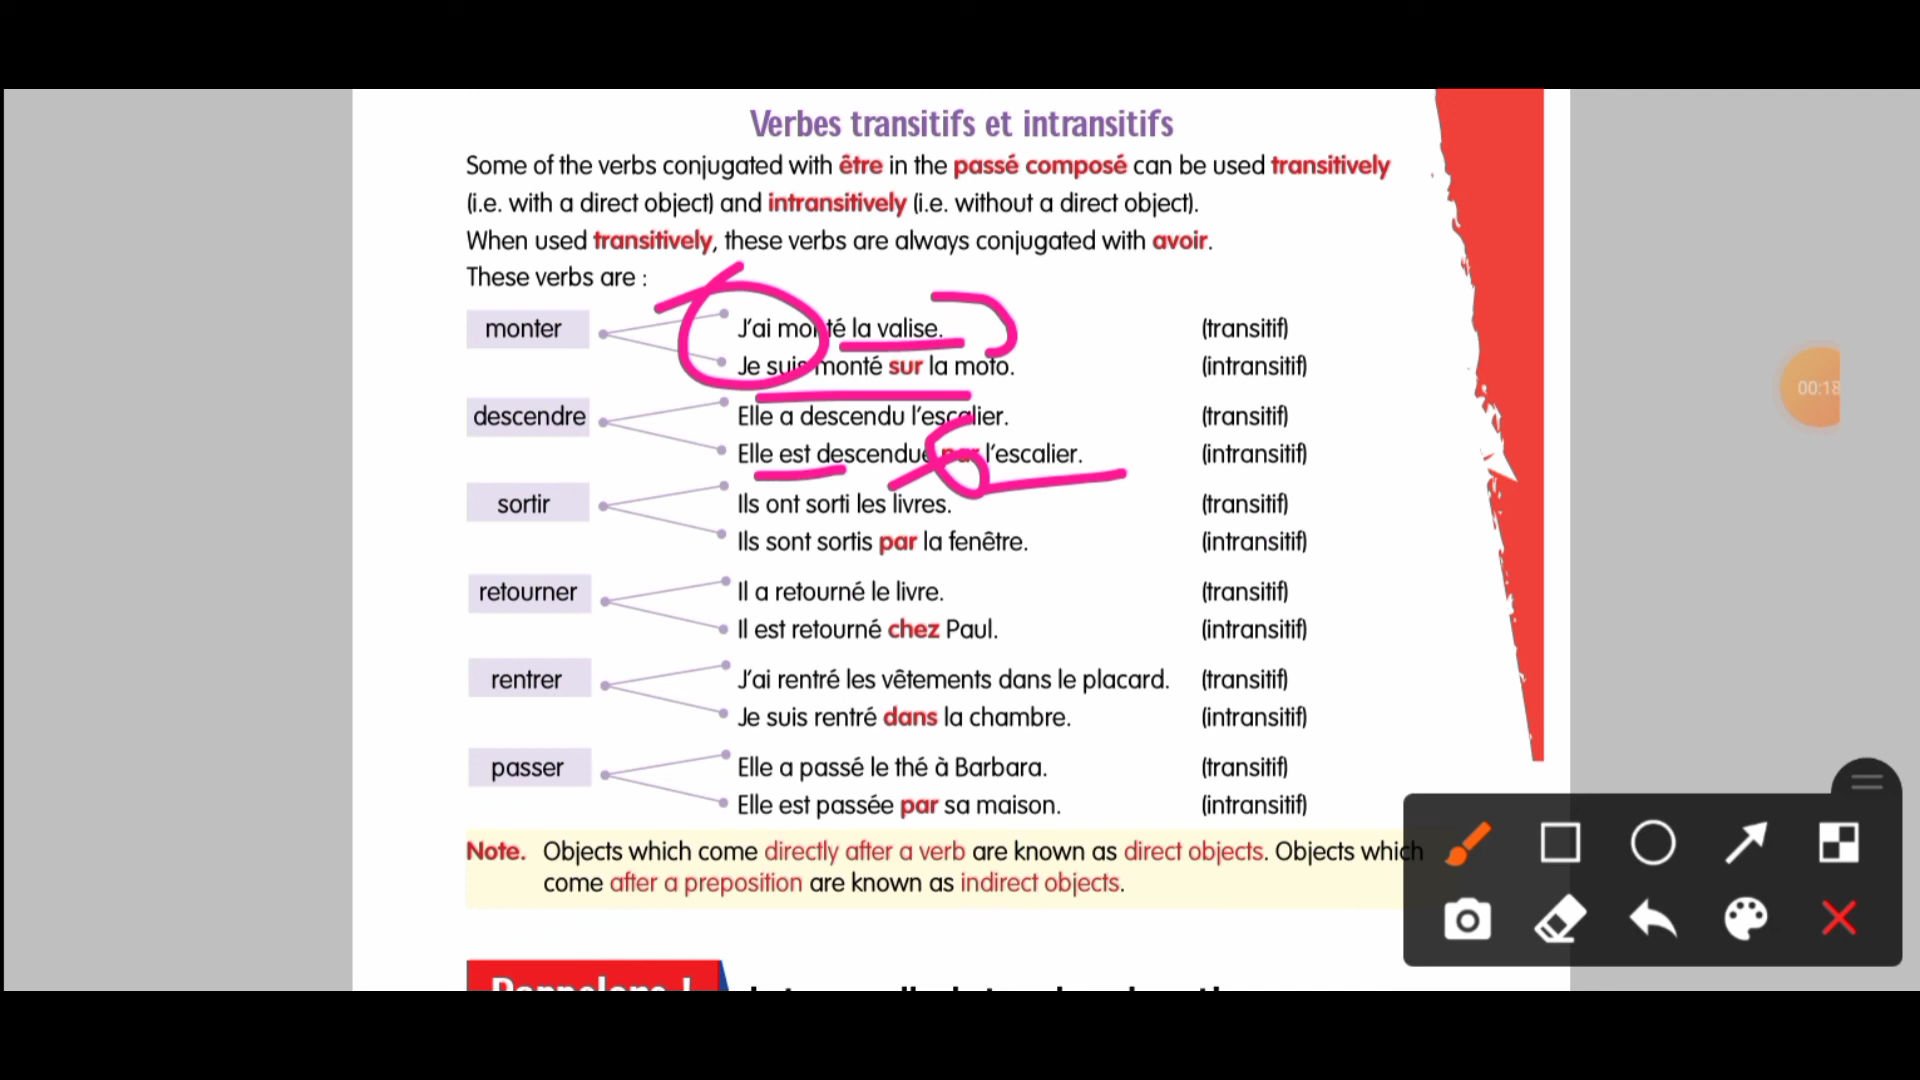 Verbes transitifs et intransitifs
Some of the verbs conjugated with être in the passé composé can be used transitively
(i.e. with a direct object) and intransitively (i.e. without a direct object).
When used transitively, these verbs are always conjugated with avoir.
These verbs are :
monter
J'ai monté la valise. (transitif)
Je suis monté sur la moto. (intransitif)
descendre
Elle a descendu l'escalier. (transitif)
Elle est descendue par l'escalier. (intransitif)
sortir
Ils ont sorti les livres. (transitif)
Ils sont sortis par la fenêtre. (intransitif)
retourner
Il a retourné le livre. (transitif)
Il est retourné chez Paul. (intransitif)
rentrer
J'ai rentré les vêtements dans le placard. (transitif)
Je suis rentré dans la chambre. (intransitif)
passer
Elle a passé le thé à Barbara. (transitif)
Elle est passée par sa maison. (intransitif)
Note. Objects which come directly after a verb are known as direct objects. Objects which
come after a preposition are known as indirect objects.
00:18